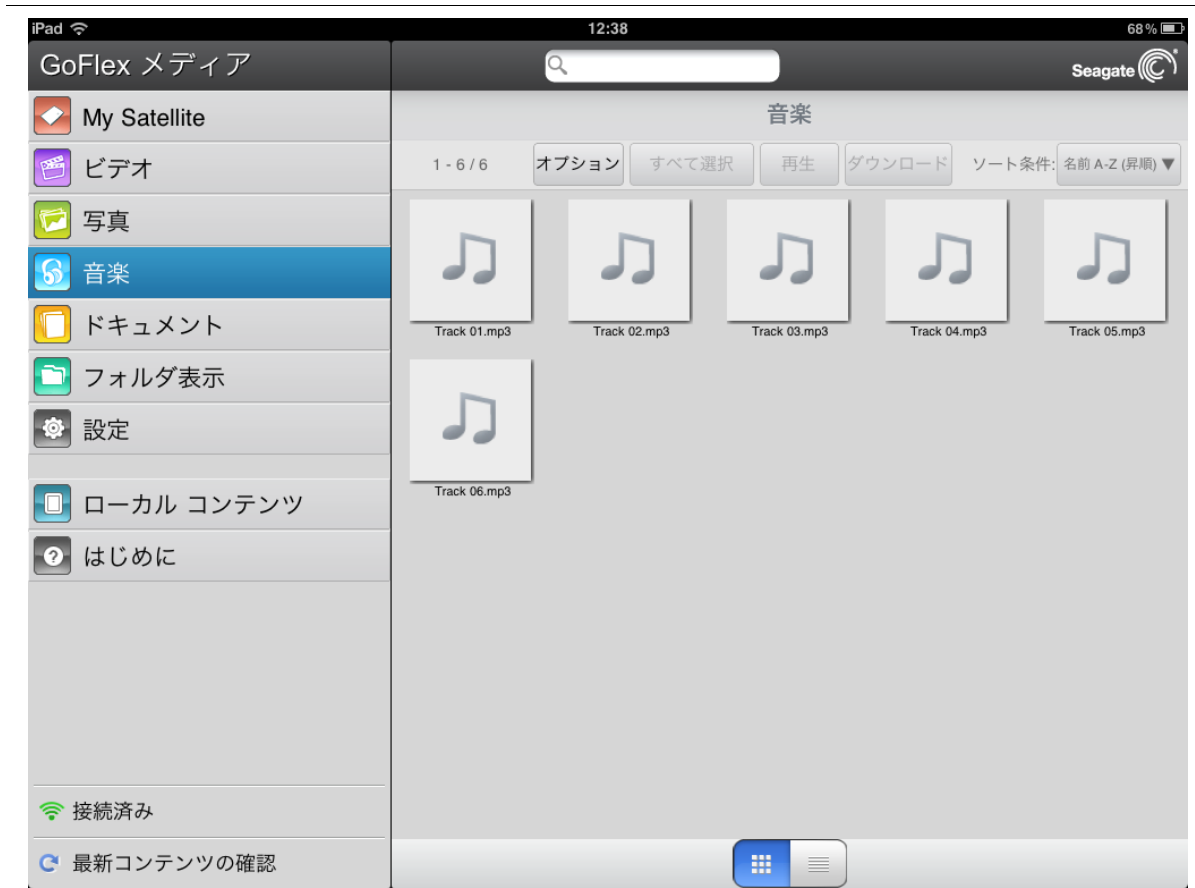 iPad 12:38 68%
GoFlex メディア
Seagate
My Satellite
ビデオ
写真
音楽
ドキュメント
フォルダ表示
設定
ローカル コンテンツ
はじめに
接続済み
最新コンテンツの確認
音楽
1 - 6 / 6 オプション すべて選択 再生 ダウンロード ソート条件: 名前 A-Z (昇順) ▼
Track 01.mp3 Track 02.mp3 Track 03.mp3 Track 04.mp3 Track 05.mp3
Track 06.mp3